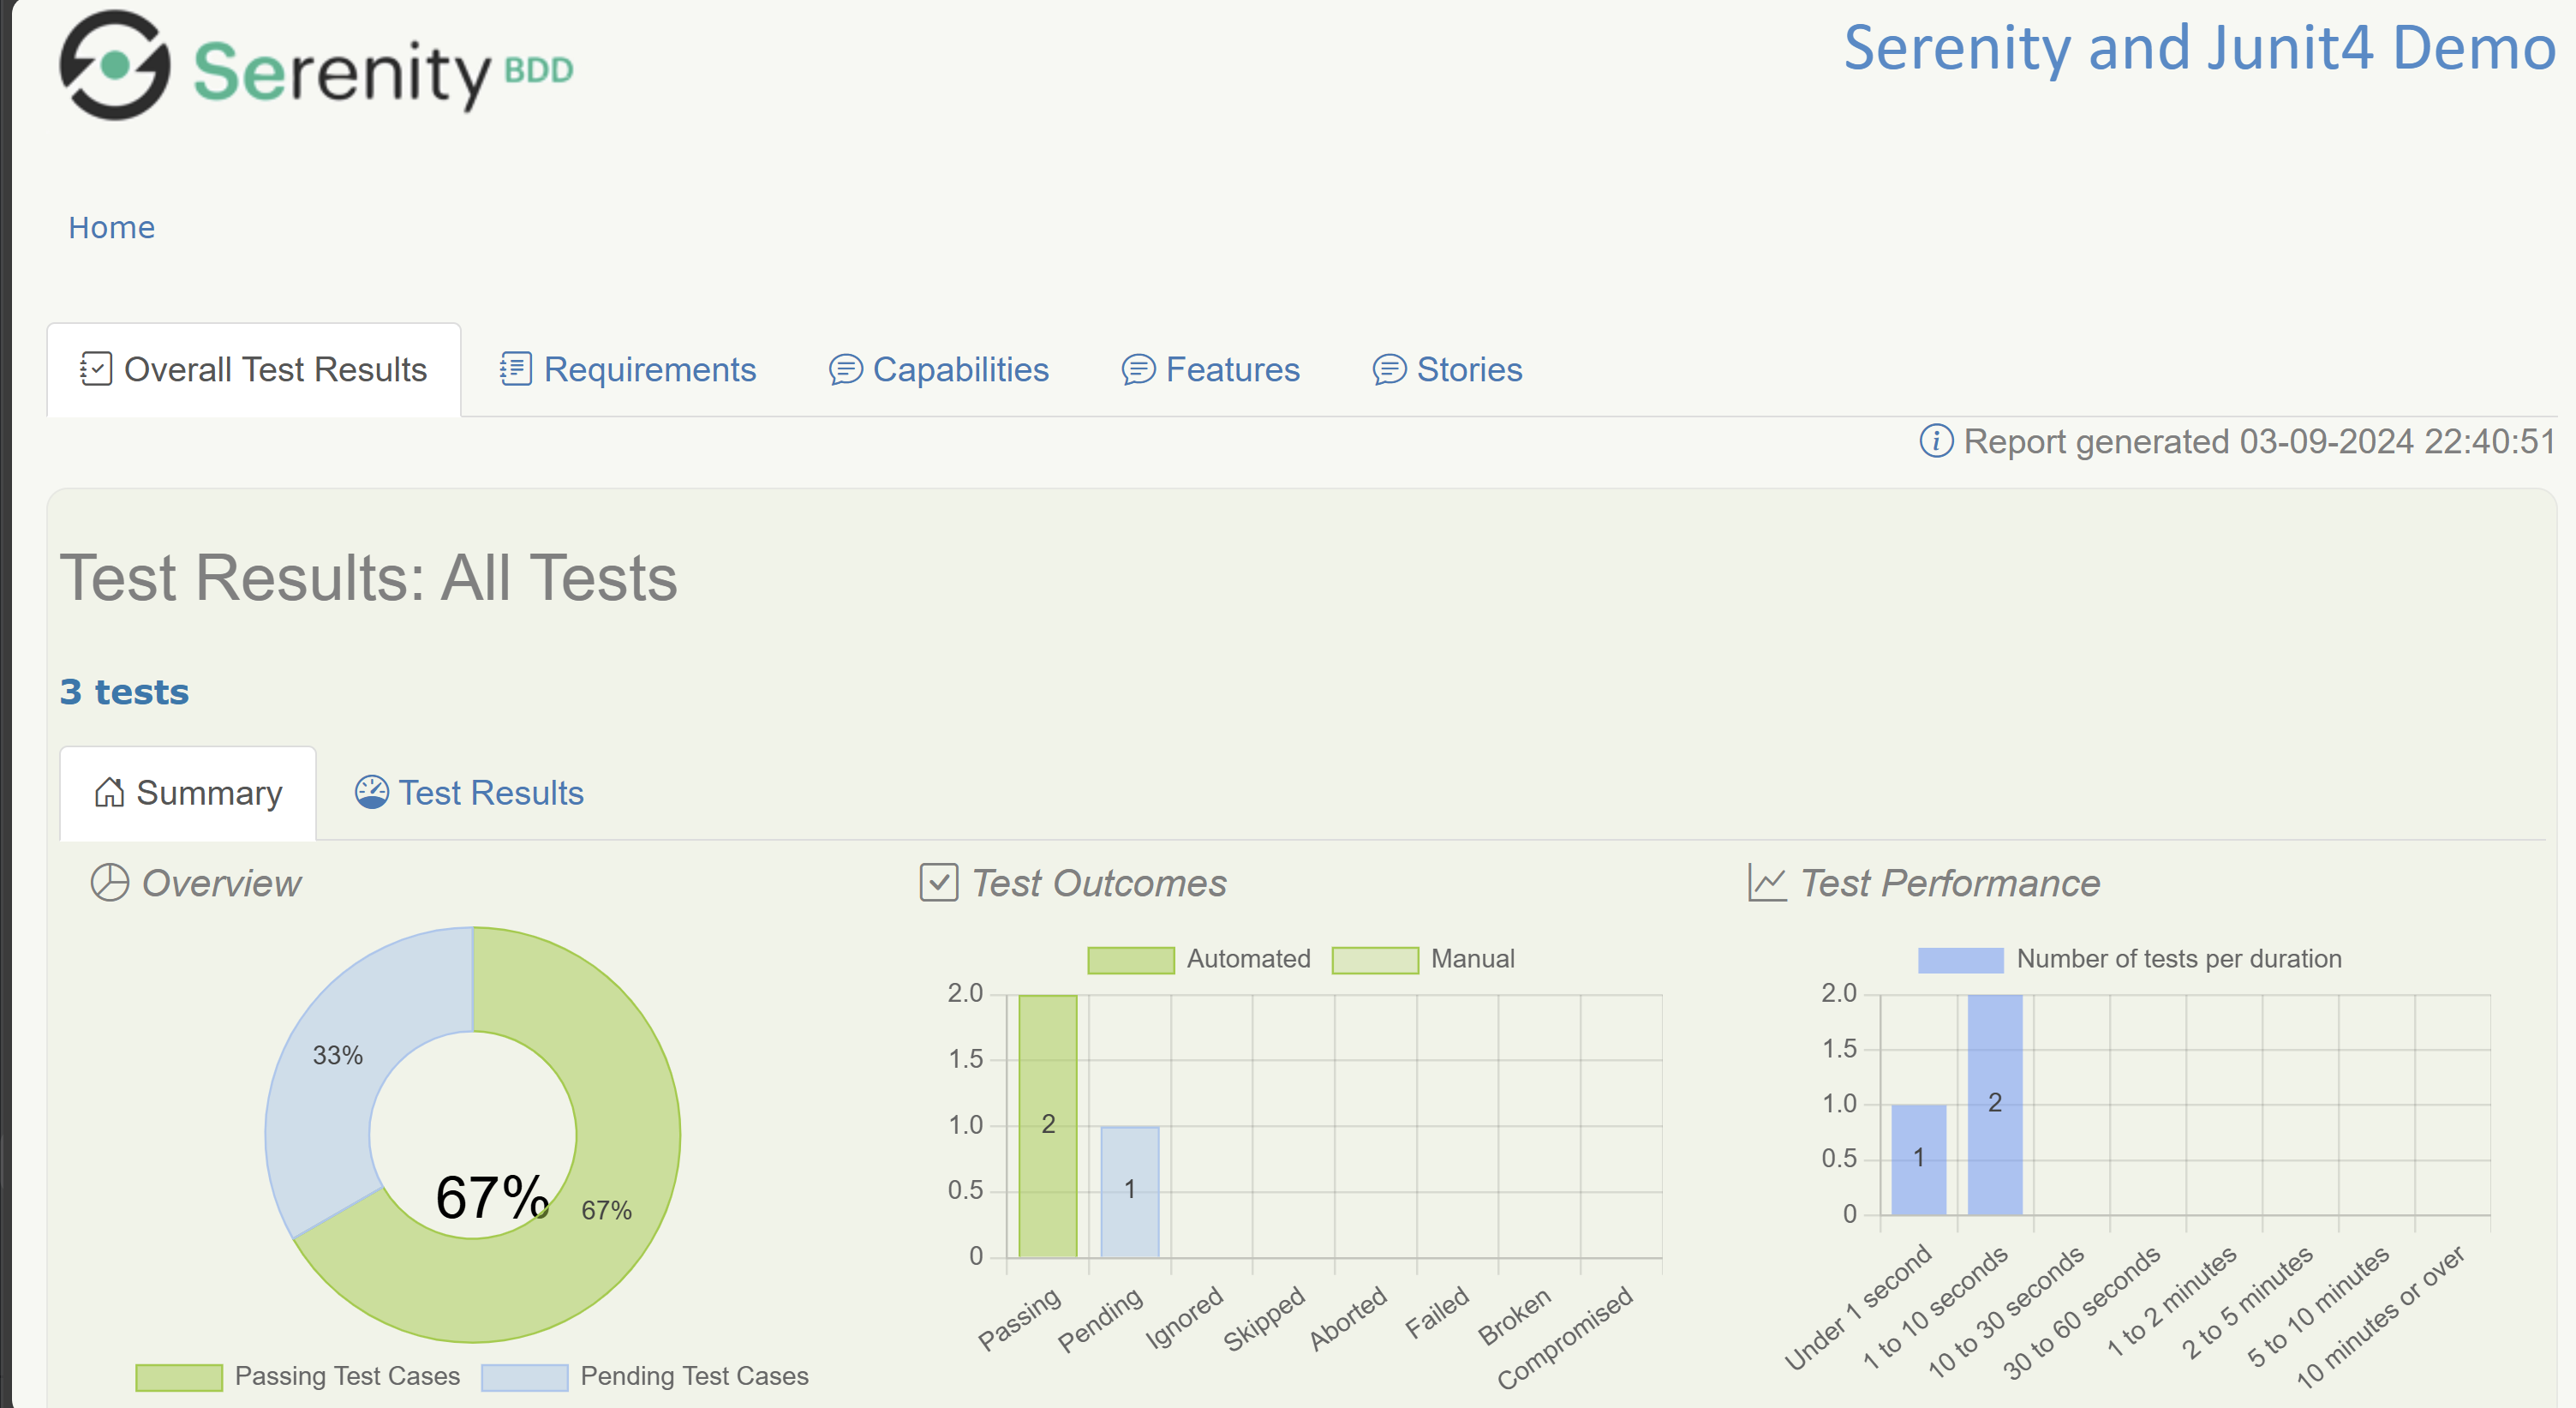 Serenity BDD
Serenity and Junit4 Demo
Home
Overall Test Results
Requirements
Capabilities
Features
Stories
Report generated 03-09-2024 22:40:51
Test Results: All Tests
3 tests
Summary
Test Results
Overview
33%
67%
67%
Passing Test Cases
Pending Test Cases
Test Outcomes
Automated
Manual
2.0
1.5
1.0
0.5
0
2
1
Passing
Pending
Ignored
Skipped
Aborted
Failed
Broken
Compromised
Test Performance
Number of tests per duration
2.0
1.5
1.0
0.5
0
1
2
Under 1 second
1 to 10 seconds
10 to 30 seconds
30 to 60 seconds
1 to 2 minutes
2 to 5 minutes
5 to 10 minutes
10 minutes or over